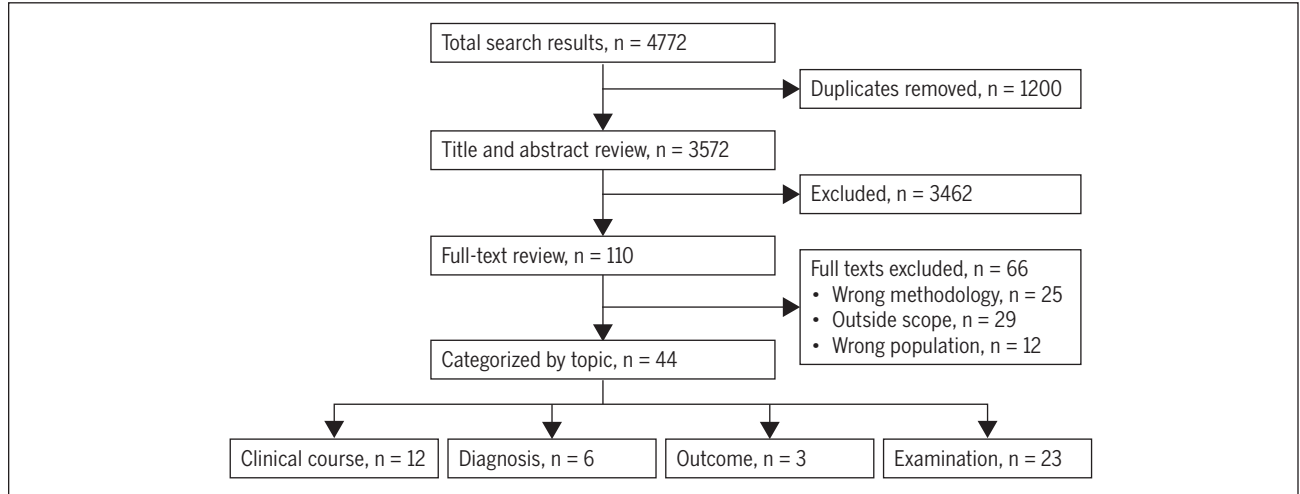 Total search results, n = 4772
Duplicates removed, n = 1200
Title and abstract review, n = 3572
Excluded, n = 3462
Full-text review, n = 110
Full texts excluded, n = 66
• Wrong methodology, n = 25
• Outside scope, n = 29
• Wrong population, n = 12
Categorized by topic, n = 44
Clinical course, n = 12
Diagnosis, n = 6
Outcome, n = 3
Examination, n = 23